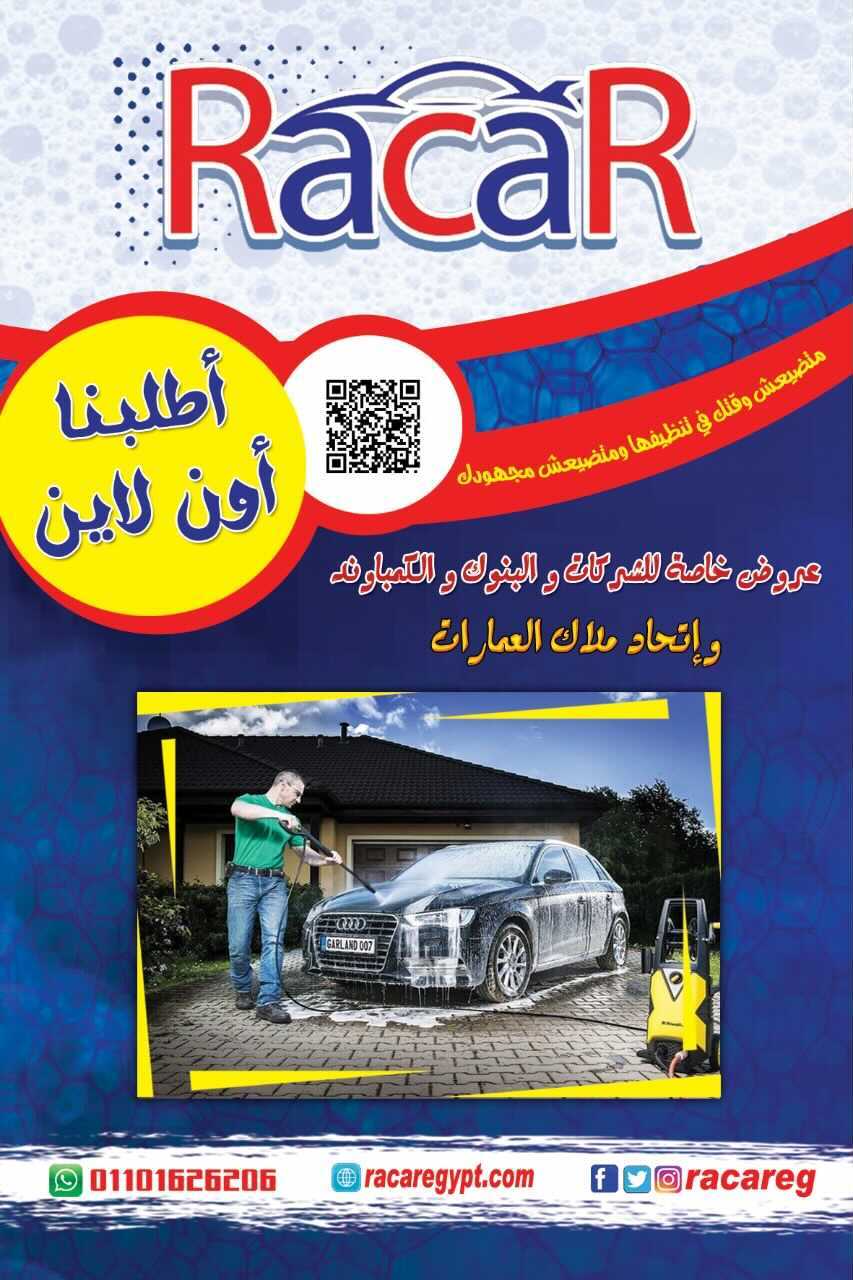 RacaR
أطلبنا
أون لاين
متضيعش وقتك في تنظيفها ومتضيعش مجهودك
عروض خاصة للشركات و البنوك و الكمباوند
و إتحاد ملاك العمارات
GARLAND 007
01101626206
racaregypt.com
racareg